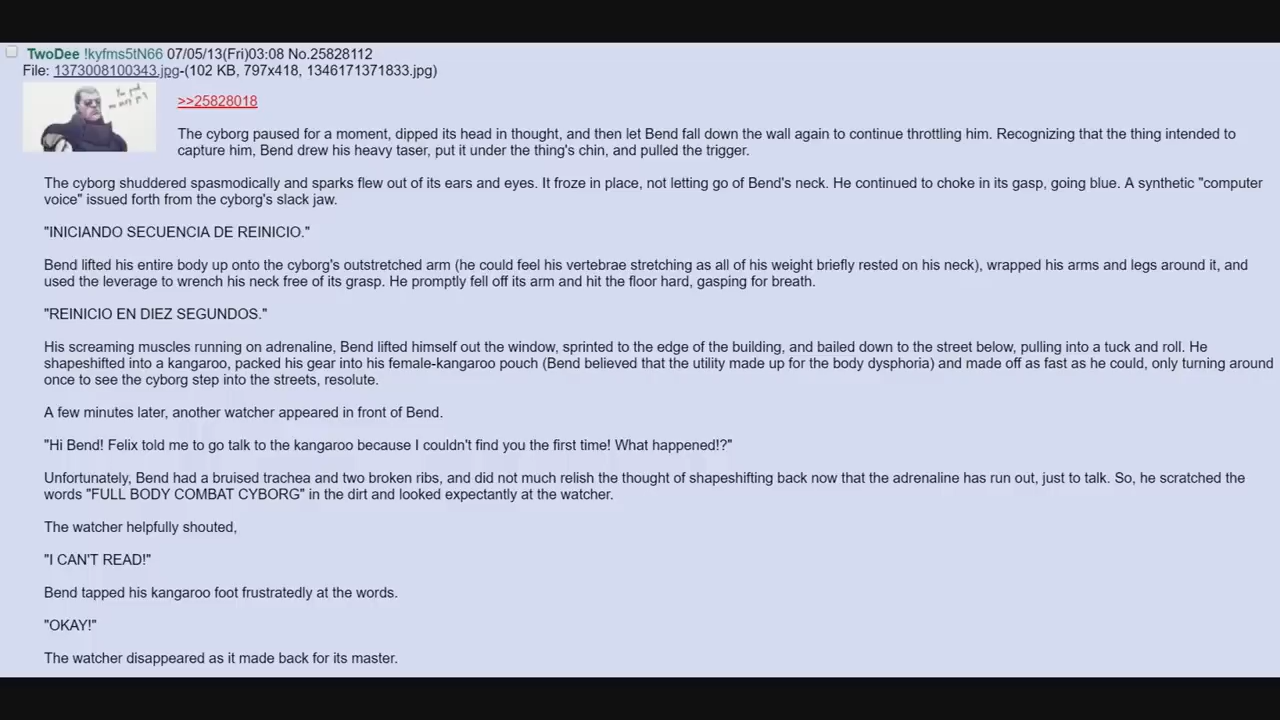 TwoDee !kyfms5tN66 07/05/13(Fri)03:08 No.25828112
File: 1373008100343.jpg-(102 KB, 797x418, 1346171371833.jpg)
>>25828018
The cyborg paused for a moment, dipped its head in thought, and then let Bend fall down the wall again to continue throttling him. Recognizing that the thing intended to
capture him, Bend drew his heavy taser, put it under the thing's chin, and pulled the trigger.
The cyborg shuddered spasmodically and sparks flew out of its ears and eyes. It froze in place, not letting go of Bend's neck. He continued to choke in its gasp, going blue. A synthetic "computer
voice" issued forth from the cyborg's slack jaw.
"INICIANDO SECUENCIA DE REINICIO."
Bend lifted his entire body up onto the cyborg's outstretched arm (he could feel his vertebrae stretching as all of his weight briefly rested on his neck), wrapped his arms and legs around it, and
used the leverage to wrench his neck free of its grasp. He promptly fell off its arm and hit the floor hard, gasping for breath.
"REINICIO EN DIEZ SEGUNDOS."
His screaming muscles running on adrenaline, Bend lifted himself out the window, sprinted to the edge of the building, and bailed down to the street below, pulling into a tuck and roll. He
shapeshifted into a kangaroo, packed his gear into his female-kangaroo pouch (Bend believed that the utility made up for the body dysphoria) and made off as fast as he could, only turning around
once to see the cyborg step into the streets, resolute.
A few minutes later, another watcher appeared in front of Bend.
"Hi Bend! Felix told me to go talk to the kangaroo because I couldn't find you the first time! What happened!?"
Unfortunately, Bend had a bruised trachea and two broken ribs, and did not much relish the thought of shapeshifting back now that the adrenaline has run out, just to talk. So, he scratched the
words "FULL BODY COMBAT CYBORG" in the dirt and looked expectantly at the watcher.
The watcher helpfully shouted,
"I CAN'T READ!"
Bend tapped his kangaroo foot frustratedly at the words.
"OKAY!"
The watcher disappeared as it made back for its master.